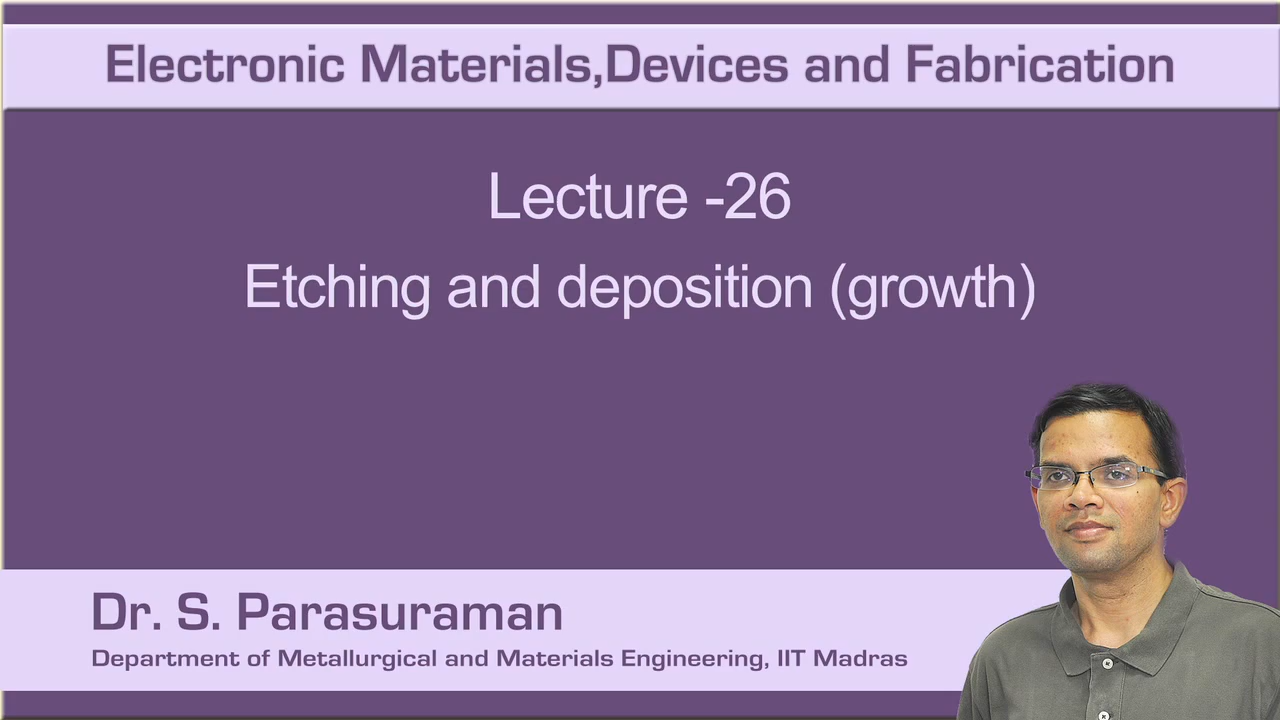 Electronic Materials,Devices and Fabrication
Lecture -26
Etching and deposition (growth)
Dr. S. Parasuraman
Department of Metallurgical and Materials Engineering, IIT Madras